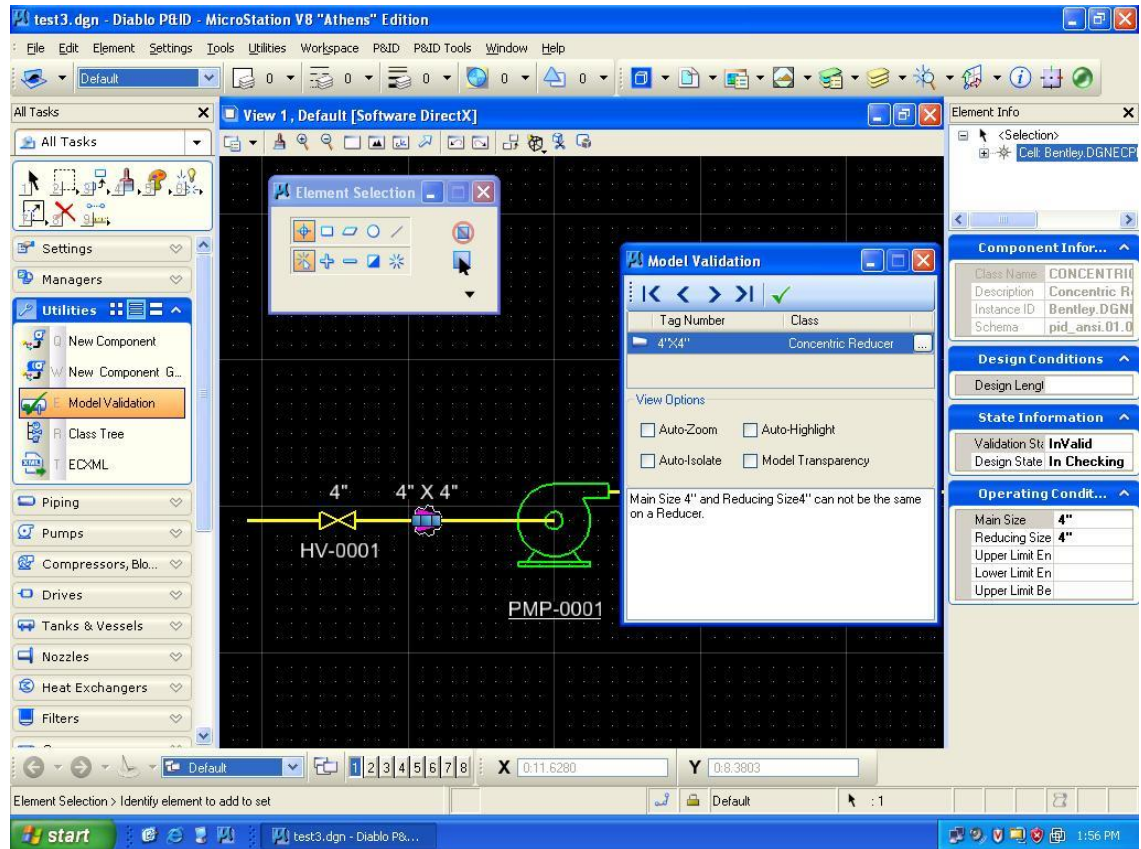 test3.dgn - Diablo P&ID - MicroStation V8 "Athens" Edition
File Edit Element Settings Tools Utilities Workspace P&ID P&ID Tools Window Help
Default 0 0 0 0 0
All Tasks
All Tasks
Settings
Managers
Utilities
Q New Component
W New Component G...
E Model Validation
R Class Tree
T ECXML
Piping
Pumps
Compressors, Blo...
Drives
Tanks & Vessels
Nozzles
Heat Exchangers
Filters
View 1, Default [Software DirectX]
Element Selection
4"
4" X 4"
HV-0001
PMP-0001
Model Validation
Tag Number Class
4"X4" Concentric Reducer ...
View Options
Auto-Zoom Auto-Highlight
Auto-Isolate Model Transparency
Main Size 4" and Reducing Size4" can not be the same
on a Reducer.
Element Info
<Selection>
Cell: Bentley.DGNECPl
Component Infor...
Class Name CONCENTRI
Description Concentric R
Instance ID Bentley.DGN
Schema pid_ansi.01.0
Design Conditions
Design Lengt
State Information
Validation Sta InValid
Design State In Checking
Operating Condit...
Main Size 4"
Reducing Size 4"
Upper Limit En
Lower Limit En
Upper Limit Be
Default 1 2 3 4 5 6 7 8 X 0:11.6280 Y 0:8.3803
Element Selection > Identify element to add to set Default : 1
start test3.dgn - Diablo P&... 1:56 PM